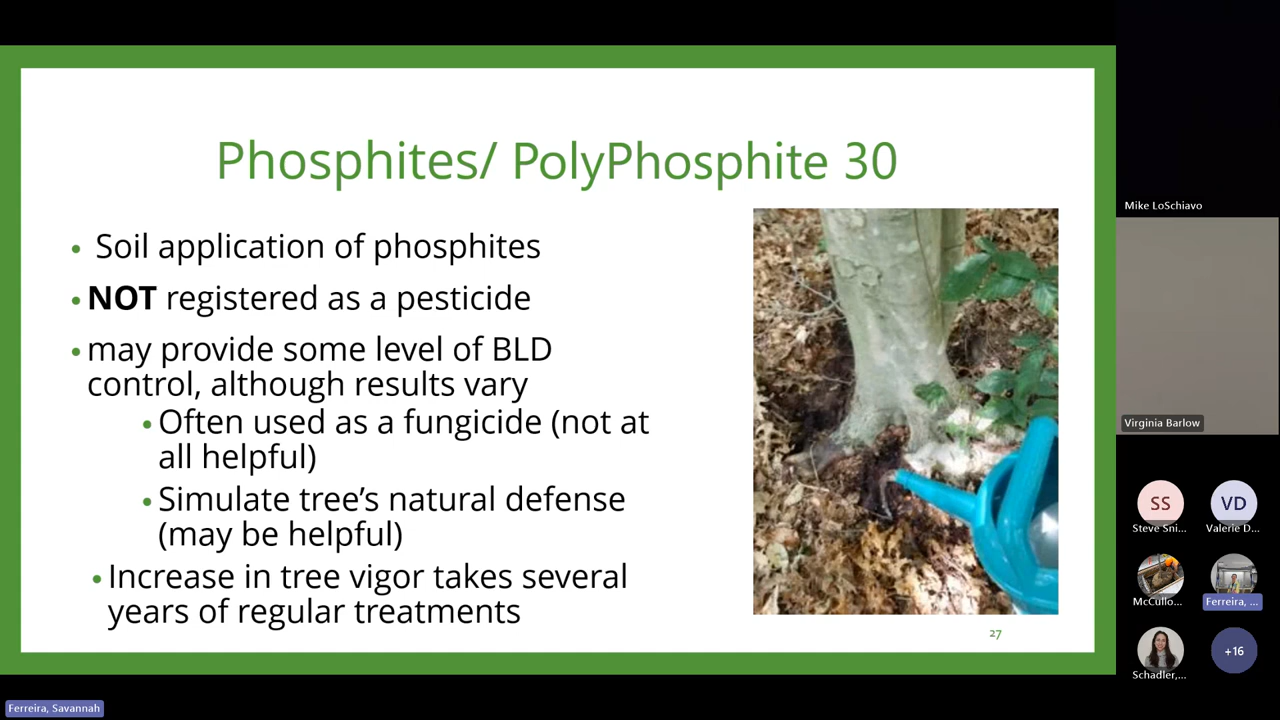 Phosphites/ PolyPhosphite 30
• Soil application of phosphites
• NOT registered as a pesticide
• may provide some level of BLD
control, although results vary
• Often used as a fungicide (not at
all helpful)
• Simulate tree's natural defense
(may be helpful)
• Increase in tree vigor takes several
years of regular treatments
27
Mike LoSchiavo
Virginia Barlow
SS
VD
Steve Sni...
Valerie D...
McCullo...
Ferreira, ...
Schadler,...
+16
Ferreira, Savannah